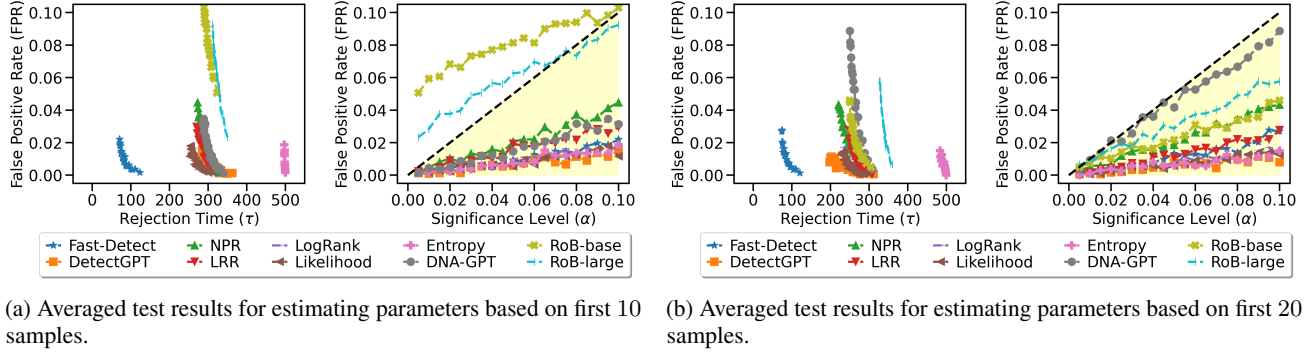 False Positive Rate (FPR)
0.10
0.08
0.06
0.04
0.02
0.00
0 100 200 300 400 500
Rejection Time (τ)
False Positive Rate (FPR)
0.10
0.08
0.06
0.04
0.02
0.00
0.00 0.02 0.04 0.06 0.08 0.10
Significance Level (α)
Fast-Detect NPR LogRank Entropy RoB-base
DetectGPT LRR Likelihood DNA-GPT RoB-large
(a) Averaged test results for estimating parameters based on first 10
samples.
False Positive Rate (FPR)
0.10
0.08
0.06
0.04
0.02
0.00
0 100 200 300 400 500
Rejection Time (τ)
False Positive Rate (FPR)
0.10
0.08
0.06
0.04
0.02
0.00
0.00 0.02 0.04 0.06 0.08 0.10
Significance Level (α)
Fast-Detect NPR LogRank Entropy RoB-base
DetectGPT LRR Likelihood DNA-GPT RoB-large
(b) Averaged test results for estimating parameters based on first 20
samples.